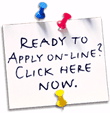 READY TO
APPLY ON-LINE?
CLICK HERE
NOW.